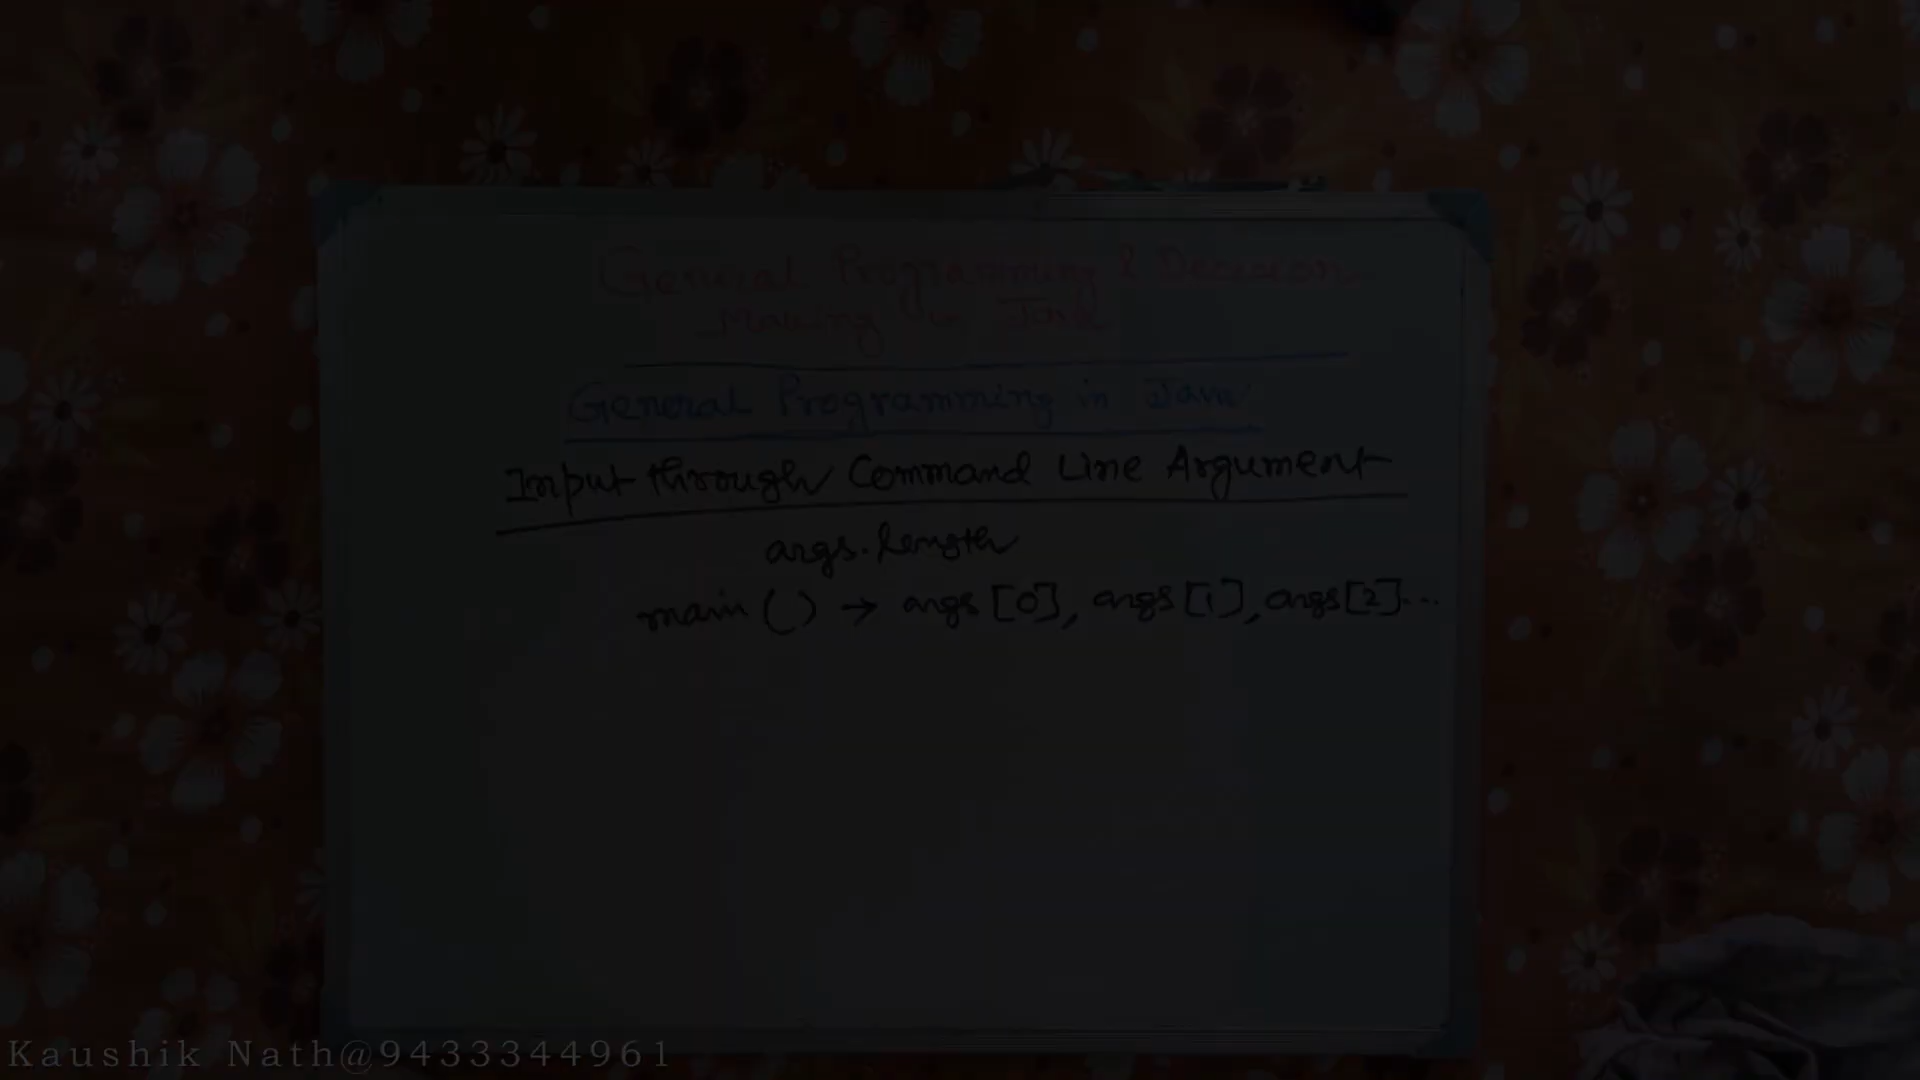 General Programming & Decision
Making in Java
General Programming in Java
Input through Command Line Argument
args.length
main () → args [0], args [1], args [2]...
Kaushik Nath@9433344961